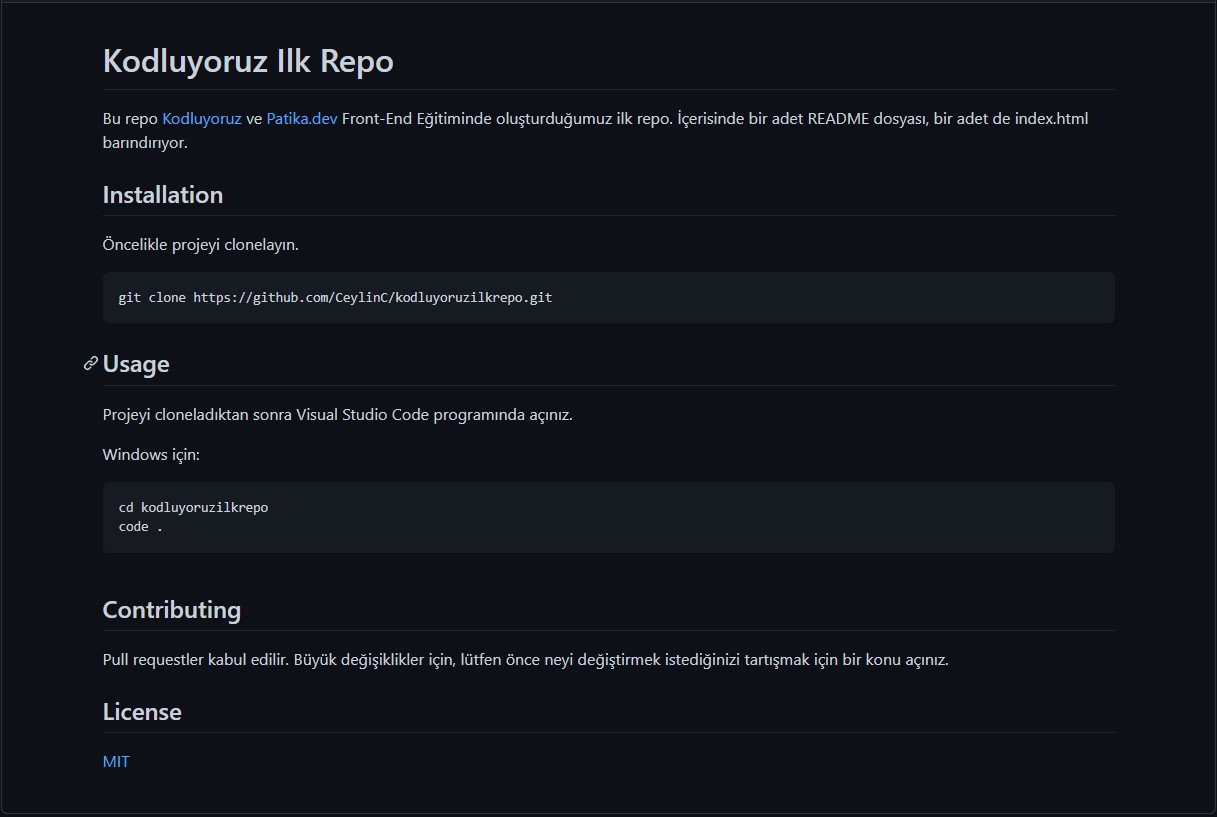 Kodluyoruz Ilk Repo
Bu repo Kodluyoruz ve Patika.dev Front-End Eğitiminde oluşturduğumuz ilk repo. İçerisinde bir adet README dosyası, bir adet de index.html
barındırıyor.
Installation
Öncelikle projeyi clonelayın.
git clone https://github.com/CeylinC/kodluyoruzilkrepo.git
Usage
Projeyi cloneladıktan sonra Visual Studio Code programında açınız.
Windows için:
cd kodluyoruzilkrepo
code .
Contributing
Pull requestler kabul edilir. Büyük değişiklikler için, lütfen önce neyi değiştirmek istediğinizi tartışmak için bir konu açınız.
License
MIT